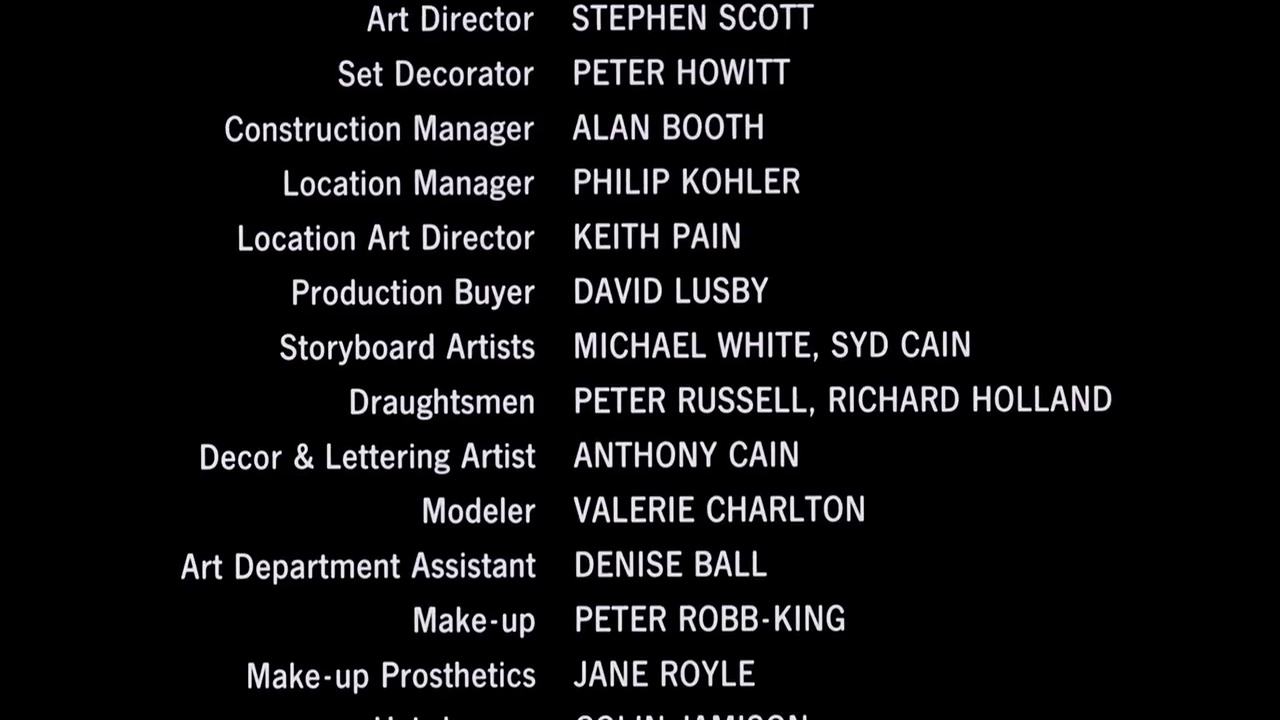 Art Director STEPHEN SCOTT
Set Decorator PETER HOWITT
Construction Manager ALAN BOOTH
Location Manager PHILIP KOHLER
Location Art Director KEITH PAIN
Production Buyer DAVID LUSBY
Storyboard Artists MICHAEL WHITE, SYD CAIN
Draughtsmen PETER RUSSELL, RICHARD HOLLAND
Decor & Lettering Artist ANTHONY CAIN
Modeler VALERIE CHARLTON
Art Department Assistant DENISE BALL
Make-up PETER ROBB-KING
Make-up Prosthetics JANE ROYLE
COLIN JAMISON